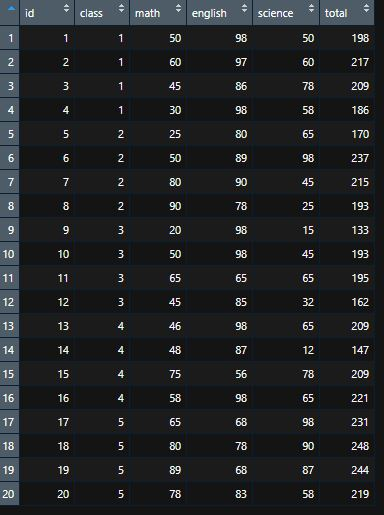 id class math english science total
1 1 1 50 98 50 198
2 2 1 60 97 60 217
3 3 1 45 86 78 209
4 4 1 30 98 58 186
5 5 2 25 80 65 170
6 6 2 50 89 98 237
7 7 2 80 90 45 215
8 8 2 90 78 25 193
9 9 3 20 98 15 133
10 10 3 50 98 45 193
11 11 3 65 65 65 195
12 12 3 45 85 32 162
13 13 4 46 98 65 209
14 14 4 48 87 12 147
15 15 4 75 56 78 209
16 16 4 58 98 65 221
17 17 5 65 68 98 231
18 18 5 80 78 90 248
19 19 5 89 68 87 244
20 20 5 78 83 58 219